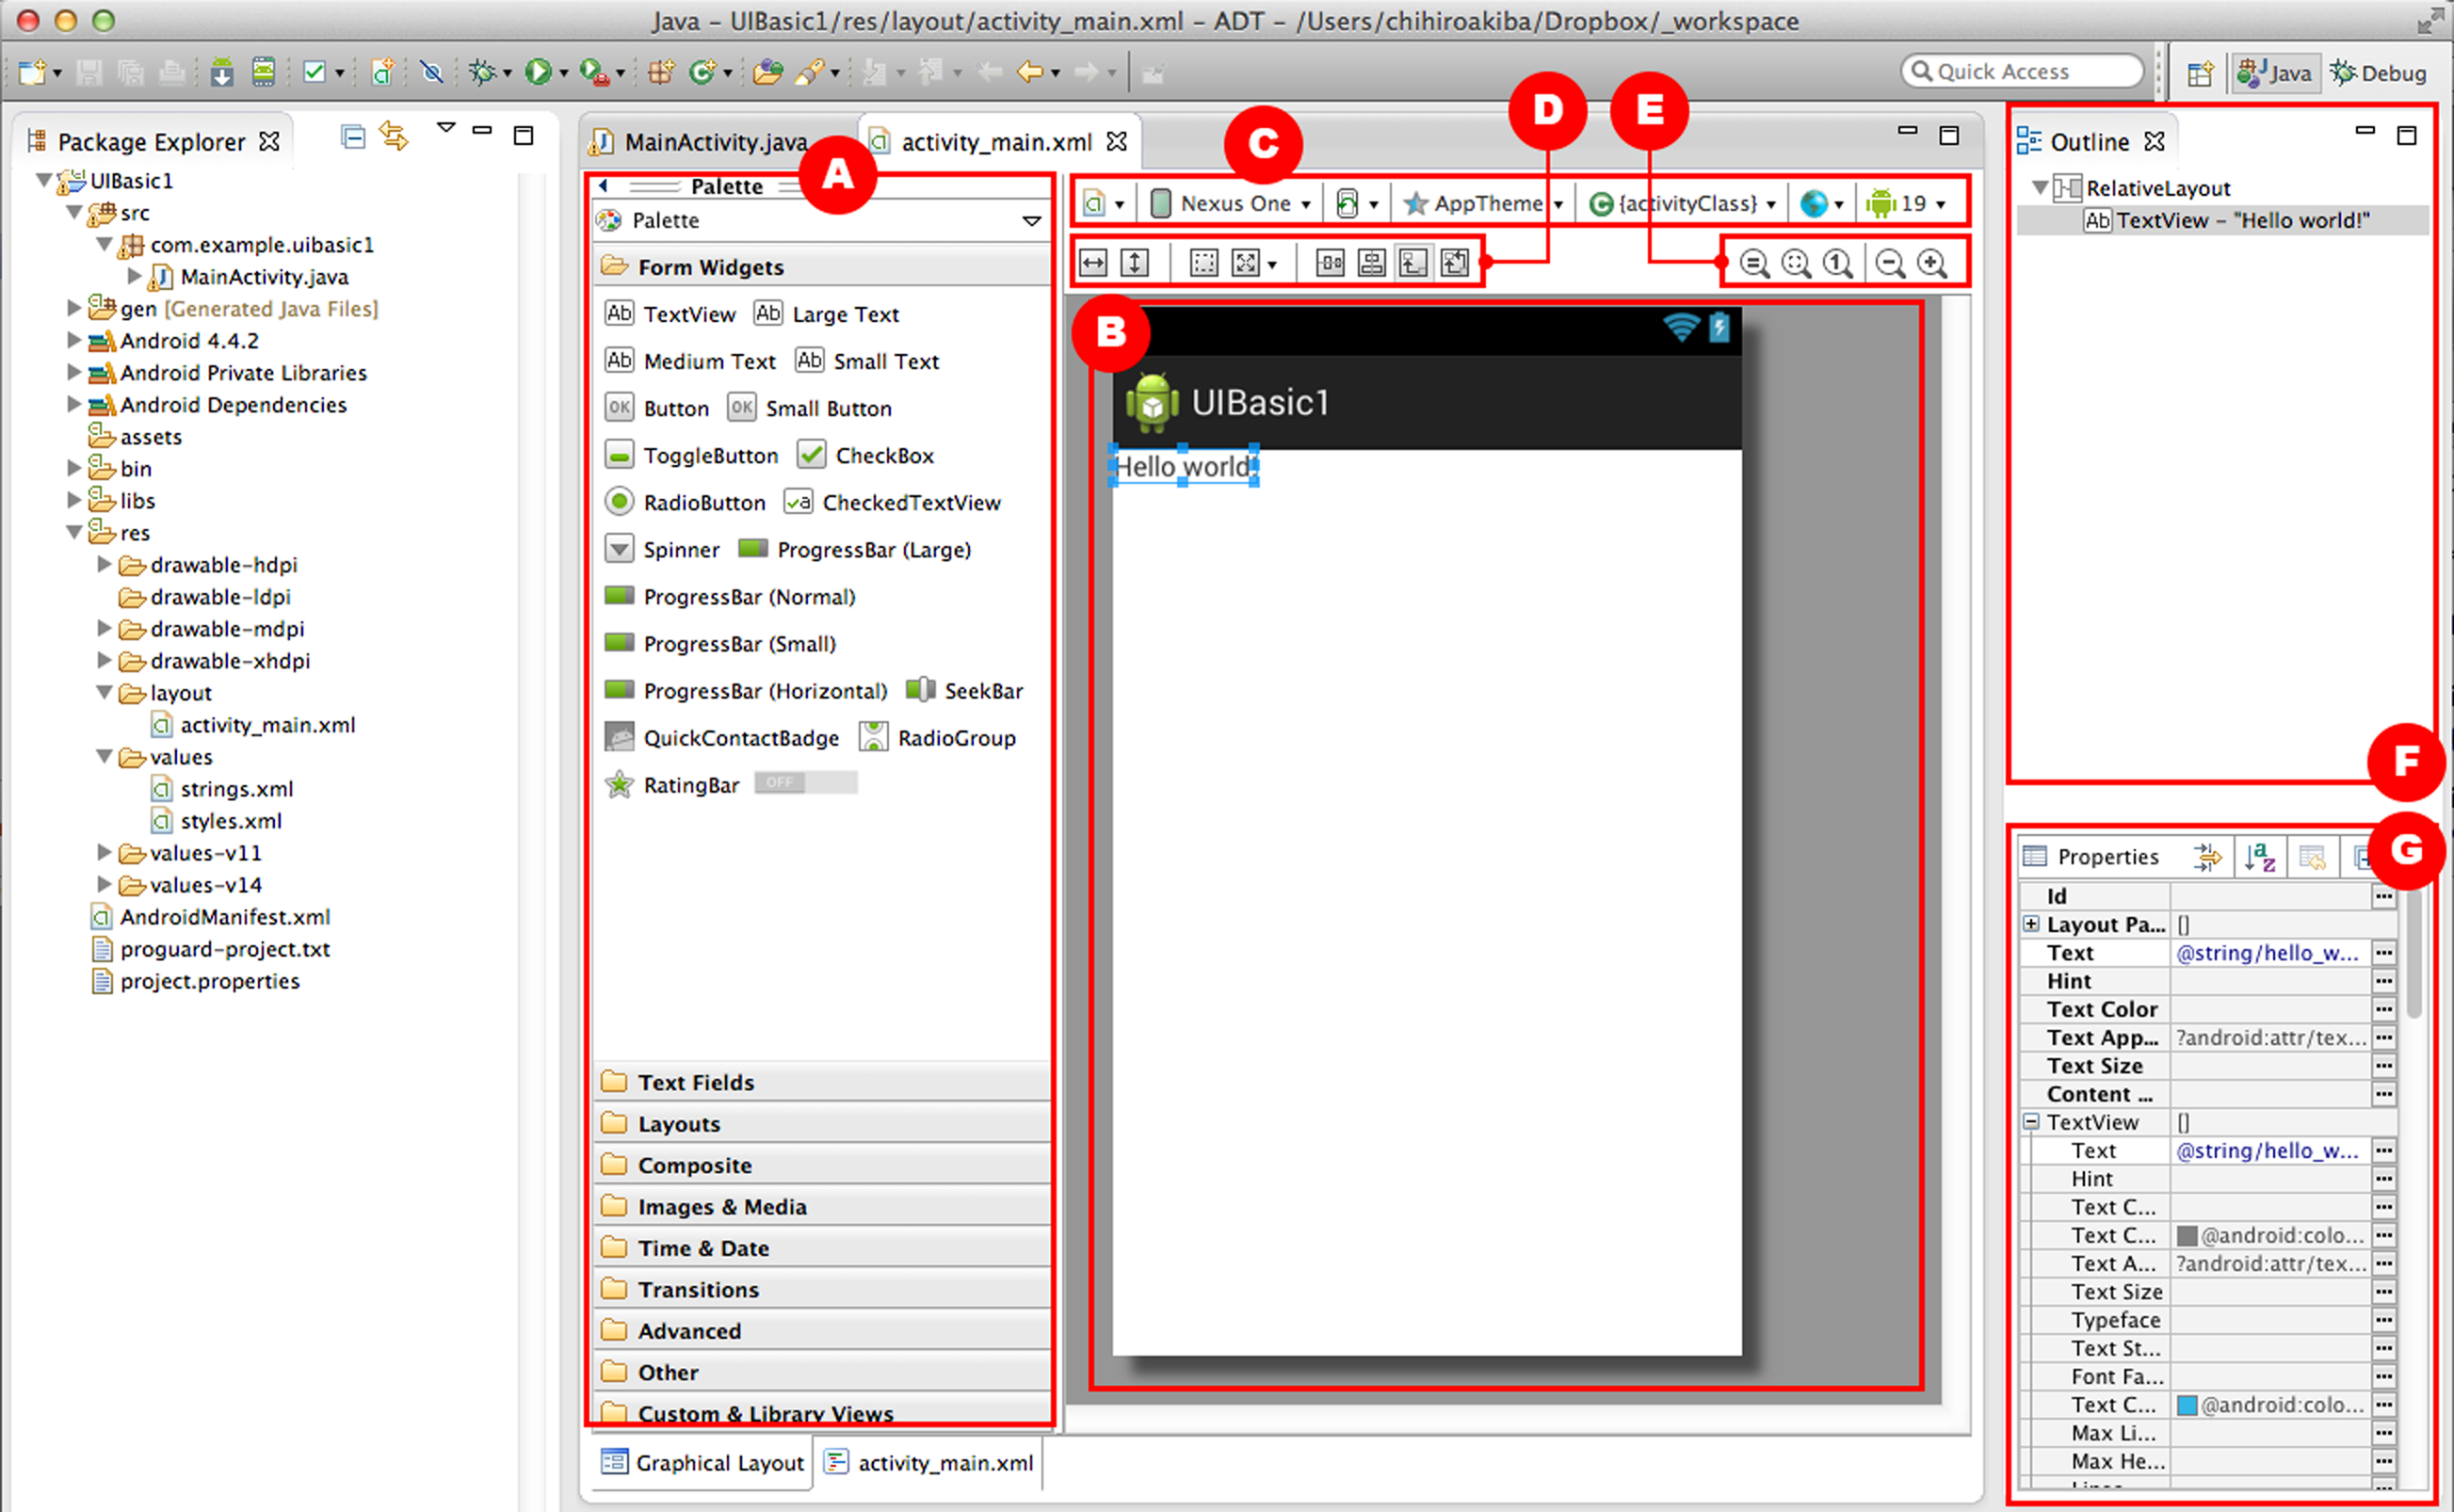 Java – UIBasic1/res/layout/activity_main.xml – ADT – /Users/chihiroakiba/Dropbox/_workspace
Quick Access
Java
Debug
Package Explorer
UIBasic1
src
com.example.uibasic1
MainActivity.java
gen [Generated Java Files]
Android 4.4.2
Android Private Libraries
Android Dependencies
assets
bin
libs
res
drawable-hdpi
drawable-ldpi
drawable-mdpi
drawable-xhdpi
layout
activity_main.xml
values
strings.xml
styles.xml
values-v11
values-v14
AndroidManifest.xml
proguard-project.txt
project.properties
MainActivity.java
activity_main.xml
A
Palette
Palette
Form Widgets
Ab TextView Ab Large Text
Ab Medium Text Ab Small Text
OK Button OK Small Button
ToggleButton CheckBox
RadioButton a CheckedTextView
Spinner ProgressBar (Large)
ProgressBar (Normal)
ProgressBar (Small)
ProgressBar (Horizontal) SeekBar
QuickContactBadge RadioGroup
RatingBar OFF
Text Fields
Layouts
Composite
Images & Media
Time & Date
Transitions
Advanced
Other
Custom & Library Views
Graphical Layout
activity_main.xml
C
D
E
Nexus One AppTheme {activityClass} 19
1
B
UIBasic1
Hello world!
Outline
RelativeLayout
Ab TextView – "Hello world!"
F
G
Properties
Id
Layout Pa... []
Text @string/hello_w...
Hint
Text Color
Text App... ?android:attr/tex...
Text Size
Content ...
TextView []
Text @string/hello_w...
Hint
Text C...
Text C... @android:colo...
Text A... ?android:attr/tex...
Text Size
Typeface
Text St...
Font Fa...
Text C... @android:colo...
Max Li...
Max He...